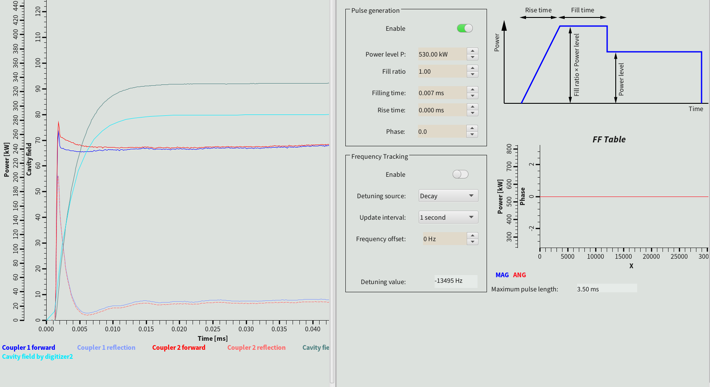 Pulse generation
Enable
Power level P: 530.00 kW
Fill ratio 1.00
Filling time: 0.007 ms
Rise time: 0.000 ms
Phase: 0.0
Frequency Tracking
Enable
Detuning source: Decay
Update interval: 1 second
Frequency offset: 0 Hz
Detuning value: -13495 Hz
Rise time Fill time
Power
Fill ratio × Power level
Power level
Time
FF Table
Power [kW]
800
700
600
500
400
300
Phase
2
0
-2
0 5000 10000 15000 20000 25000 300
X
MAG ANG
Maximum pulse length: 3.50 ms
Power [kW]
440
420
400
380
360
340
320
300
280
260
240
220
200
180
160
140
120
100
80
60
40
20
0
Cavity field
120
110
100
90
80
70
60
50
40
30
20
10
0
0.000 0.005 0.010 0.015 0.020 0.025 0.030 0.035 0.040
Time [ms]
Coupler 1 forward Coupler 1 reflection Coupler 2 forward Coupler 2 reflection Cavity fie
Cavity field by digitizer2